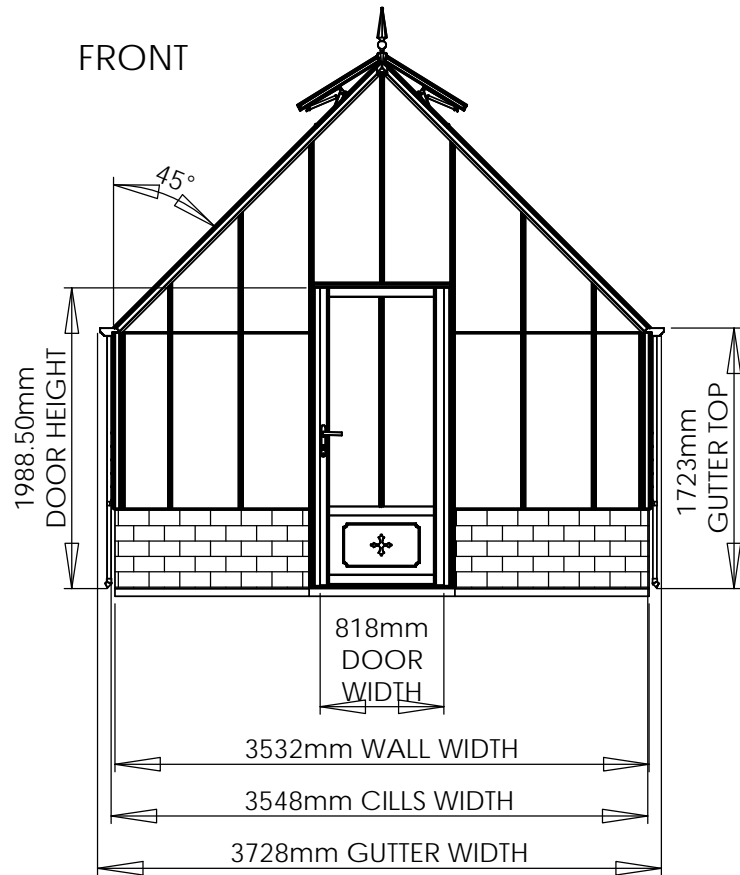 FRONT
45°
1988.50mm
DOOR HEIGHT
1723mm
GUTTER TOP
818mm
DOOR
WIDTH
3532mm WALL WIDTH
3548mm CILLS WIDTH
3728mm GUTTER WIDTH